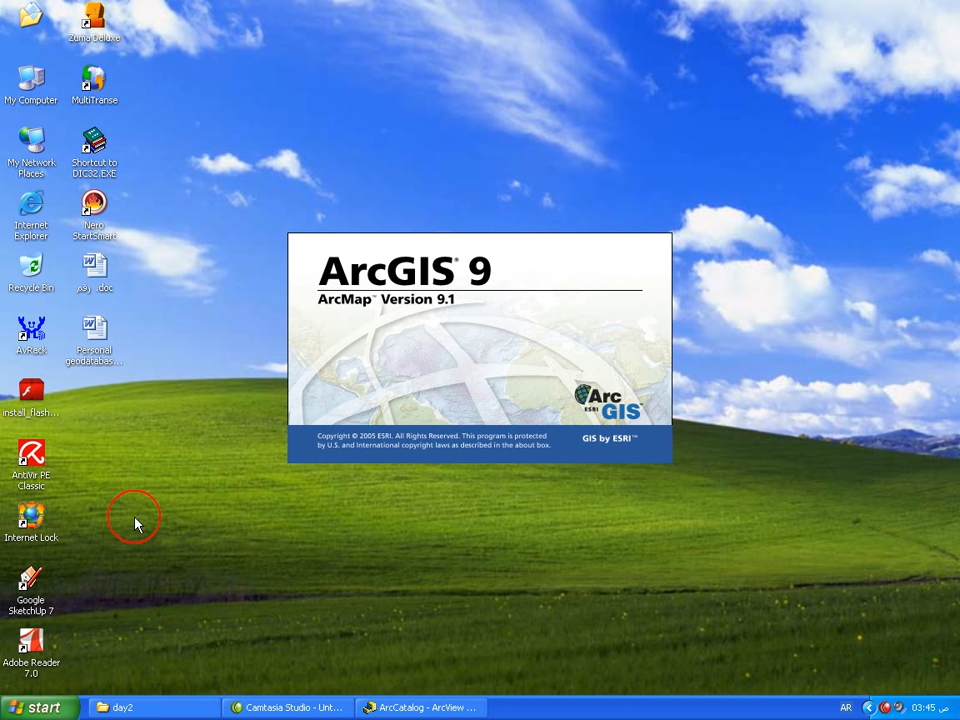 Zuma Deluxe
My Computer
MultiTranse
My Network
Places
Shortcut to
DIC32.EXE
Internet
Explorer
Nero
StartSmart
Recycle Bin
رقم .doc
AvRack
Personal
geodatabas...
install_flash...
AntiVir PE
Classic
Internet Lock
Google
SketchUp 7
Adobe Reader
7.0
ArcGIS® 9
ArcMap™ Version 9.1
Arc
ESRI GIS™
Copyright © 2005 ESRI. All Rights Reserved. This program is protected
by U.S. and International copyright laws as described in the about box.
GIS by ESRI™
start
day2
Camtasia Studio - Unt...
ArcCatalog - ArcView ...
AR
03:45 ص